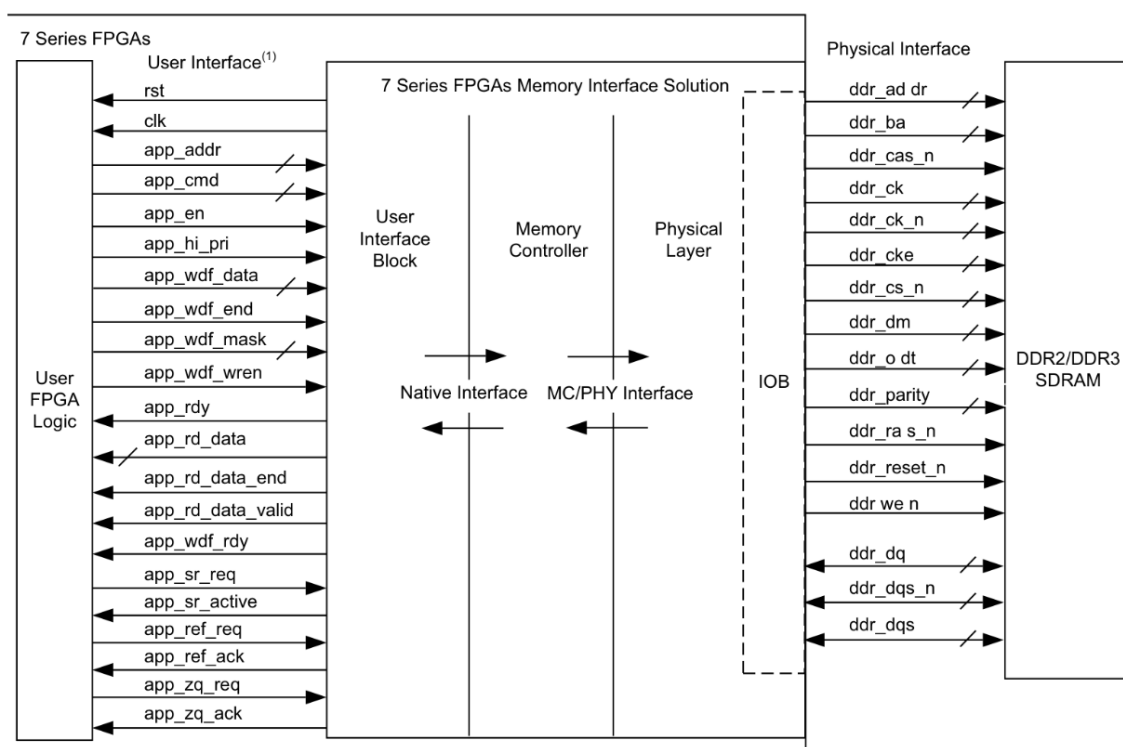 7 Series FPGAs
User Interface(1)
Physical Interface
7 Series FPGAs Memory Interface Solution
rst
clk
app_addr
app_cmd
app_en
app_hi_pri
app_wdf_data
app_wdf_end
app_wdf_mask
app_wdf_wren
app_rdy
app_rd_data
app_rd_data_end
app_rd_data_valid
app_wdf_rdy
app_sr_req
app_sr_active
app_ref_req
app_ref_ack
app_zq_req
app_zq_ack
User
FPGA
Logic
User
Interface
Block
Memory
Controller
Physical
Layer
Native Interface
MC/PHY Interface
IOB
ddr_ad dr
ddr_ba
ddr_cas_n
ddr_ck
ddr_ck_n
ddr_cke
ddr_cs_n
ddr_dm
ddr_o dt
ddr_parity
ddr_ra s_n
ddr_reset_n
ddr we n
ddr_dq
ddr_dqs_n
ddr_dqs
DDR2/DDR3
SDRAM